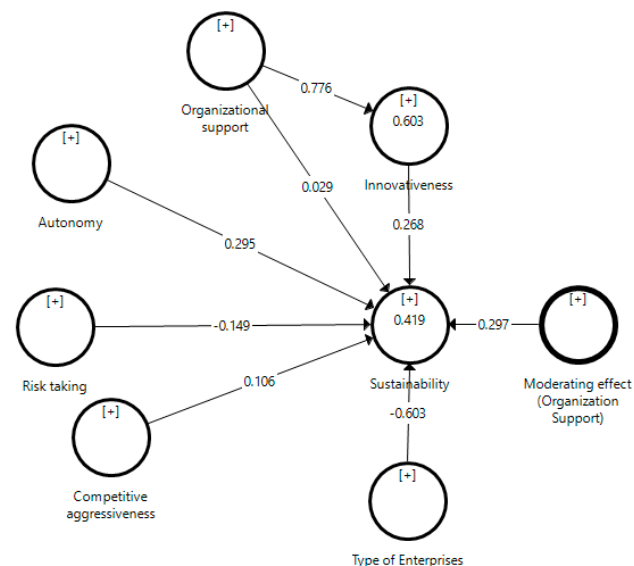 [+]
Organizational
support
0.776
[+]
0.603
Innovativeness
[+]
Autonomy
0.029
0.268
0.295
[+]
Risk taking
-0.149
[+]
0.419
Sustainability
0.297
[+]
Moderating effect
(Organization
Support)
[+]
Competitive
aggressiveness
0.106
-0.603
[+]
Type of Enterprises